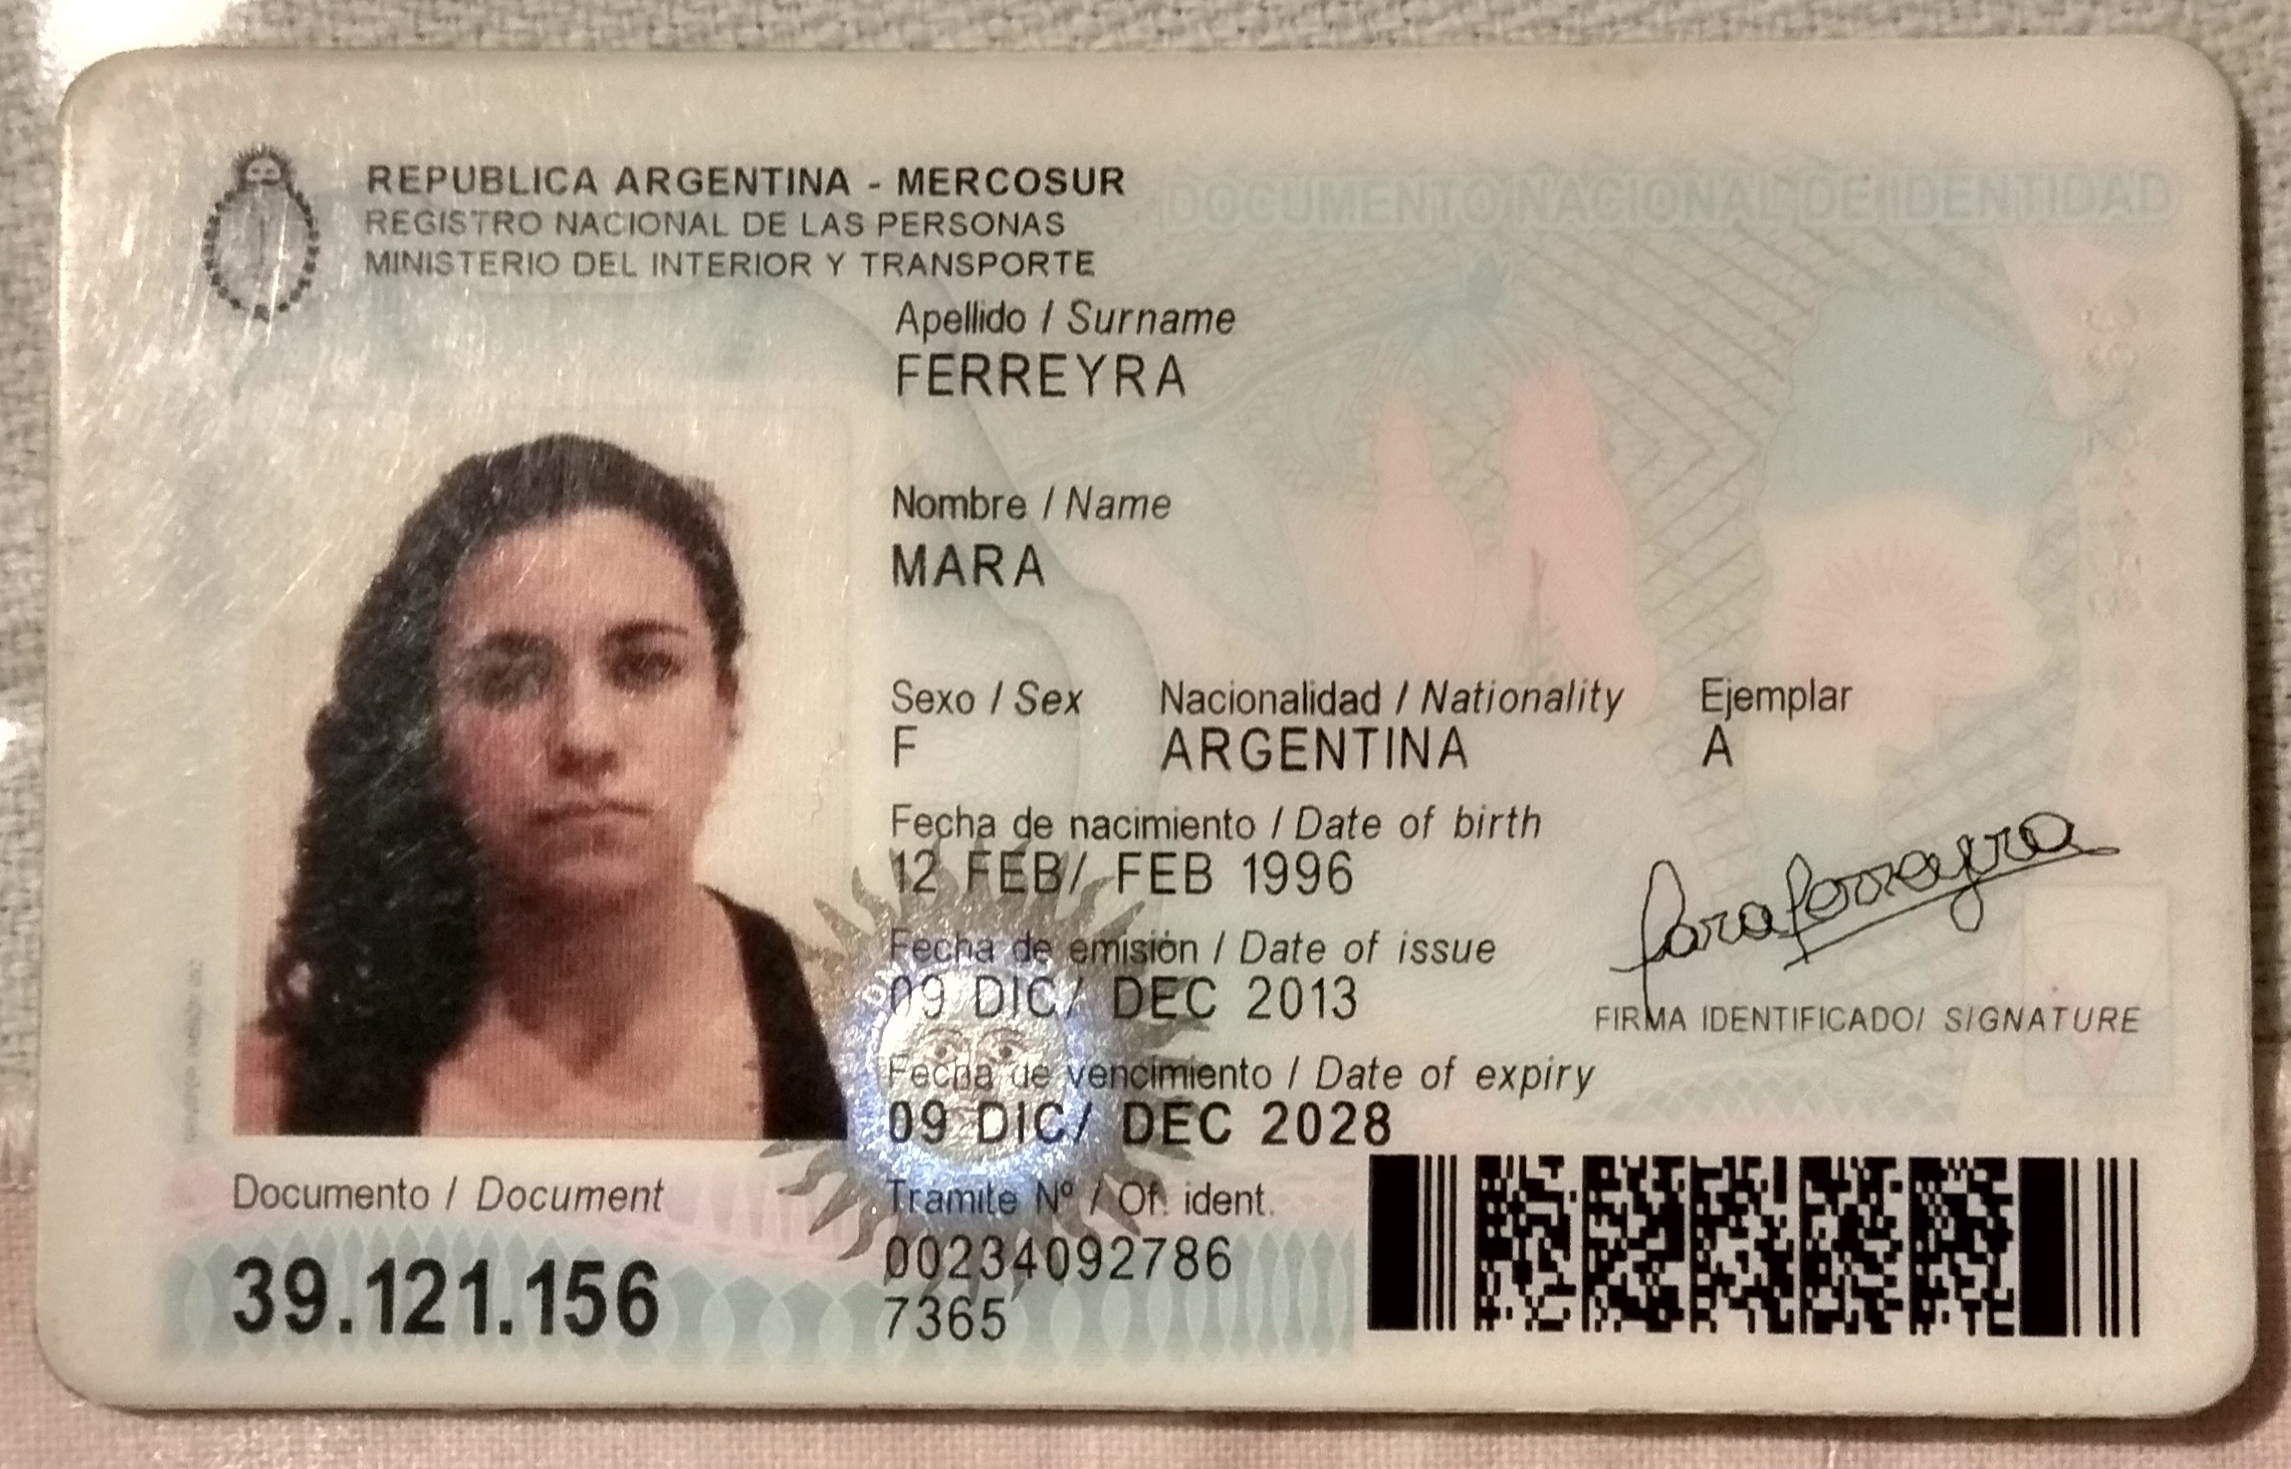 REPUBLICA ARGENTINA - MERCOSUR
REGISTRO NACIONAL DE LAS PERSONAS
MINISTERIO DEL INTERIOR Y TRANSPORTE
DOCUMENTO NACIONAL DE IDENTIDAD
Apellido / Surname
FERREYRA
Nombre / Name
MARA
Sexo / Sex Nacionalidad / Nationality Ejemplar
F ARGENTINA A
Fecha de nacimiento / Date of birth
12 FEB/ FEB 1996
Fecha de emisión / Date of issue
09 DIC/ DEC 2013
FIRMA IDENTIFICADO/ SIGNATURE
Fecha de vencimiento / Date of expiry
09 DIC/ DEC 2028
Documento / Document
39.121.156
Tramite Nº / Of. ident.
00234092786
7365